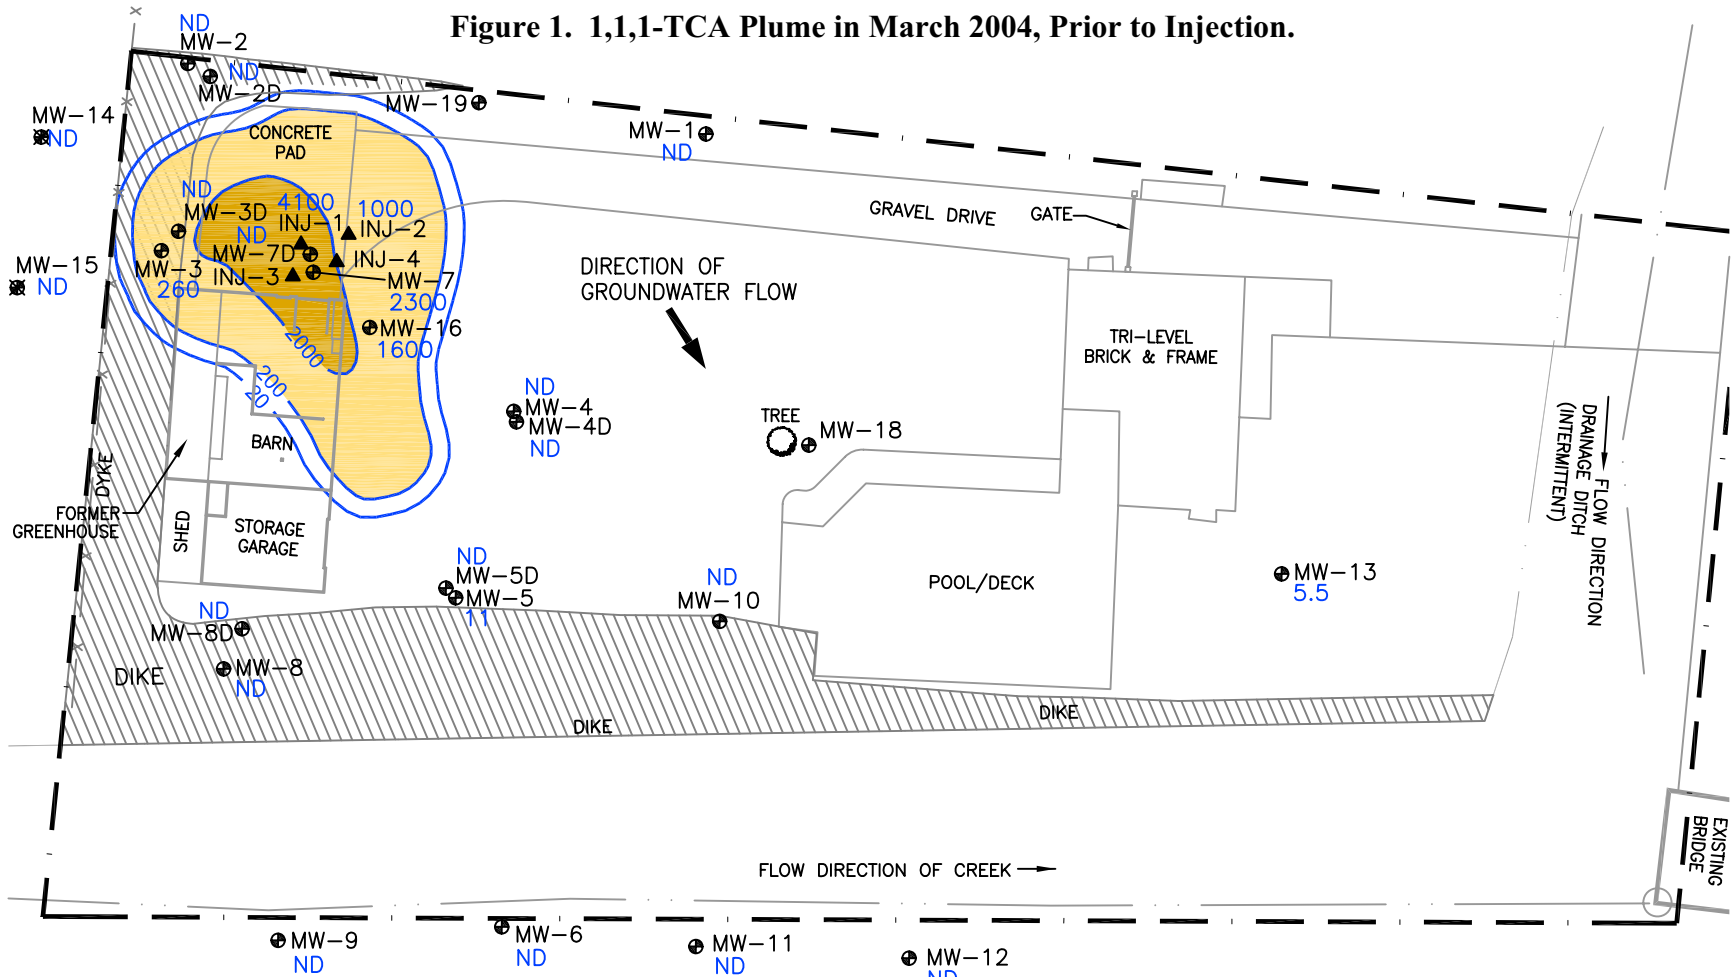 Figure 1.  1,1,1-TCA Plume in March 2004, Prior to Injection.
ND
MW-2
ND
MW-2D
MW-19
MW-14
ND
MW-1
ND
CONCRETE
PAD
ND
MW-3D
4100
INJ-1
1000
INJ-2
ND
MW-7D
INJ-4
MW-3
260
INJ-3
MW-7
2300
MW-15
ND
MW-16
1600
2000
200
20
GRAVEL DRIVE
GATE
DIRECTION OF
GROUNDWATER FLOW
TRI-LEVEL
BRICK & FRAME
ND
MW-4
MW-4D
ND
TREE
MW-18
BARN
DYKE
FORMER
GREENHOUSE
SHED
STORAGE
GARAGE
FLOW DIRECTION
DRAINAGE DITCH
(INTERMITTENT)
ND
MW-5D
MW-5
11
ND
MW-10
POOL/DECK
MW-13
5.5
ND
MW-8D
MW-8
ND
DIKE
DIKE
DIKE
FLOW DIRECTION OF CREEK
EXISTING
BRIDGE
MW-9
ND
MW-6
ND
MW-11
ND
MW-12
ND